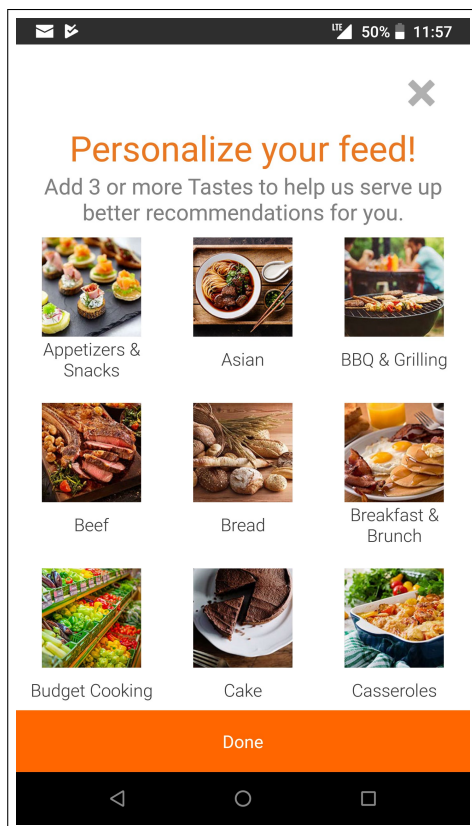 LTE 50% 11:57
Personalize your feed!
Add 3 or more Tastes to help us serve up
better recommendations for you.
Appetizers &
Snacks
Asian
BBQ & Grilling
Beef
Bread
Breakfast &
Brunch
Budget Cooking
Cake
Casseroles
Done